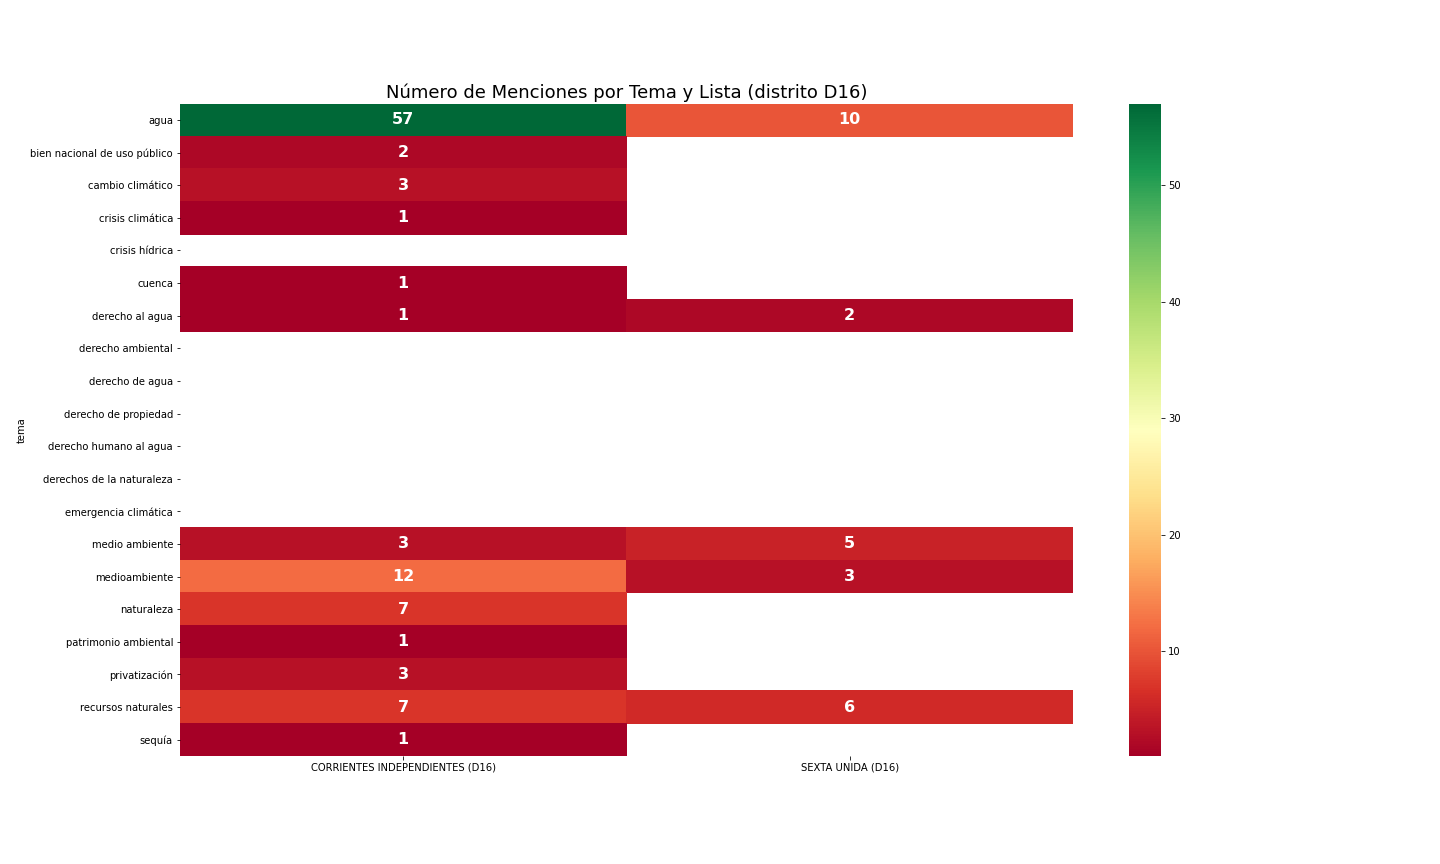 Número de Menciones por Tema y Lista (distrito D16)
tema
agua 57 10
bien nacional de uso público 2
cambio climático 3
crisis climática 1
crisis hídrica
cuenca 1
derecho al agua 1 2
derecho ambiental
derecho de agua
derecho de propiedad
derecho humano al agua
derechos de la naturaleza
emergencia climática
medio ambiente 3 5
medioambiente 12 3
naturaleza 7
patrimonio ambiental 1
privatización 3
recursos naturales 7 6
sequía 1
CORRIENTES INDEPENDIENTES (D16) SEXTA UNIDA (D16)
50
40
30
20
10